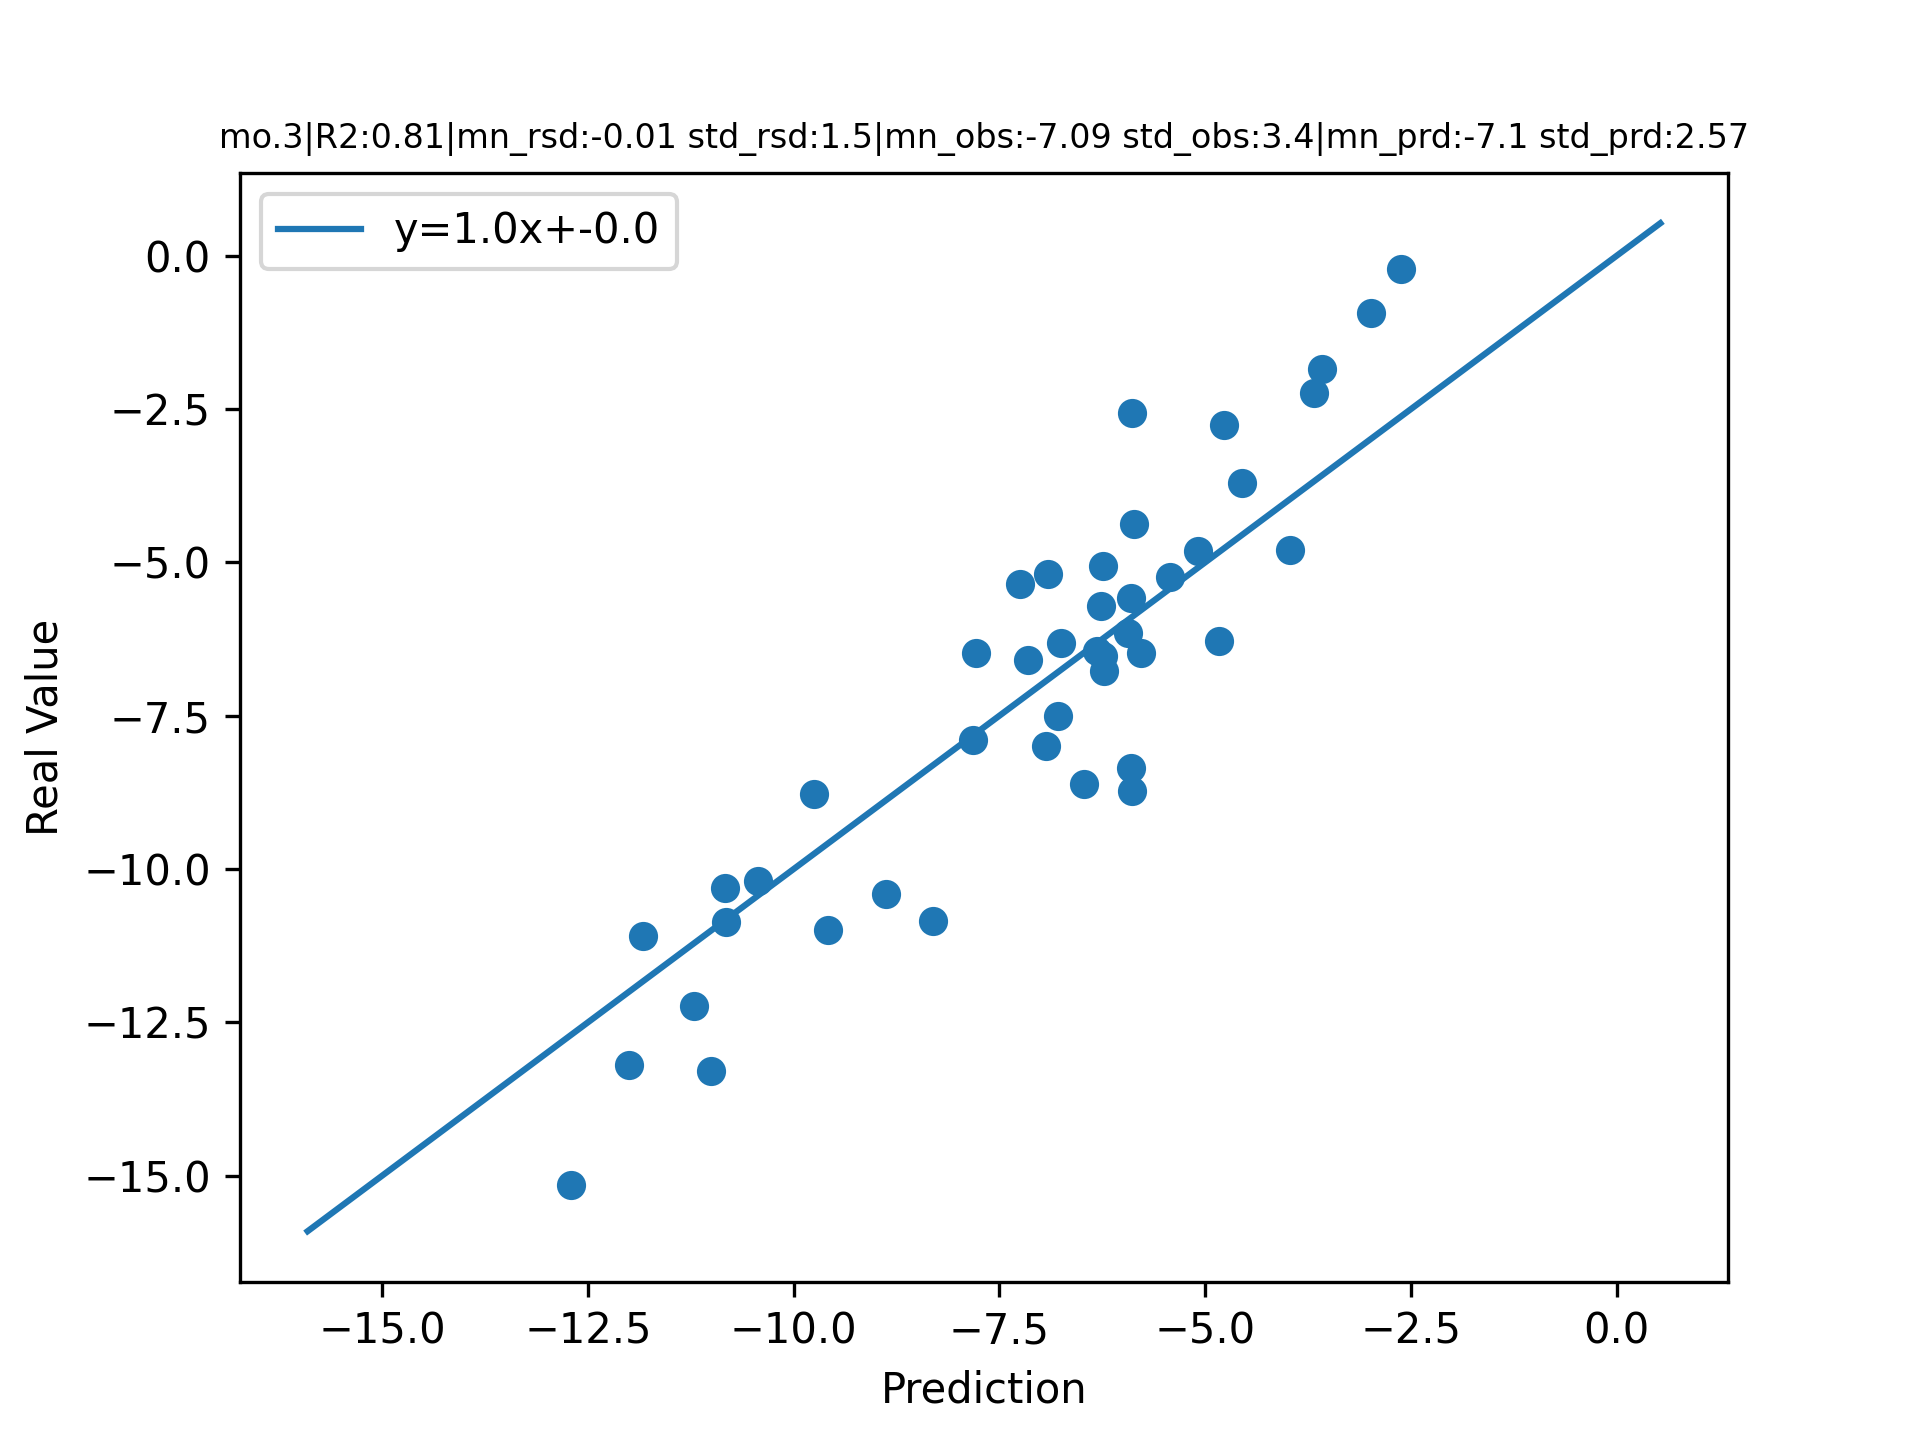 mo.3|R2:0.81|mn_rsd:-0.01 std_rsd:1.5|mn_obs:-7.09 std_obs:3.4|mn_prd:-7.1 std_prd:2.57
y=1.0x+-0.0
0.0
−2.5
−5.0
−7.5
−10.0
−12.5
−15.0
Real Value
−15.0 −12.5 −10.0 −7.5 −5.0 −2.5 0.0
Prediction